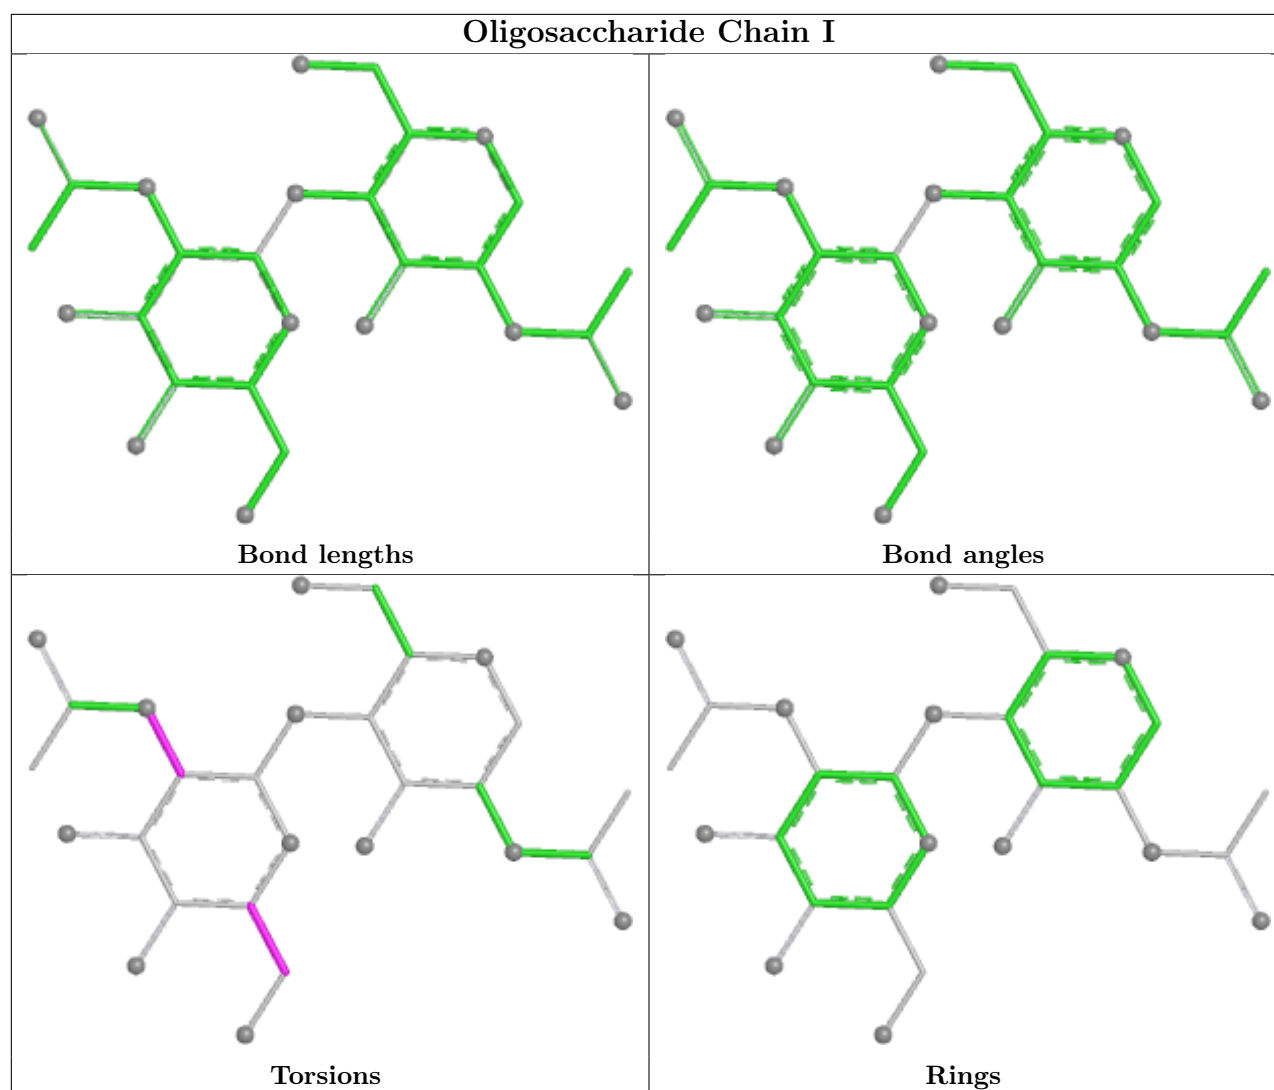 Oligosaccharide Chain I
Bond lengths
Bond angles
Torsions
Rings